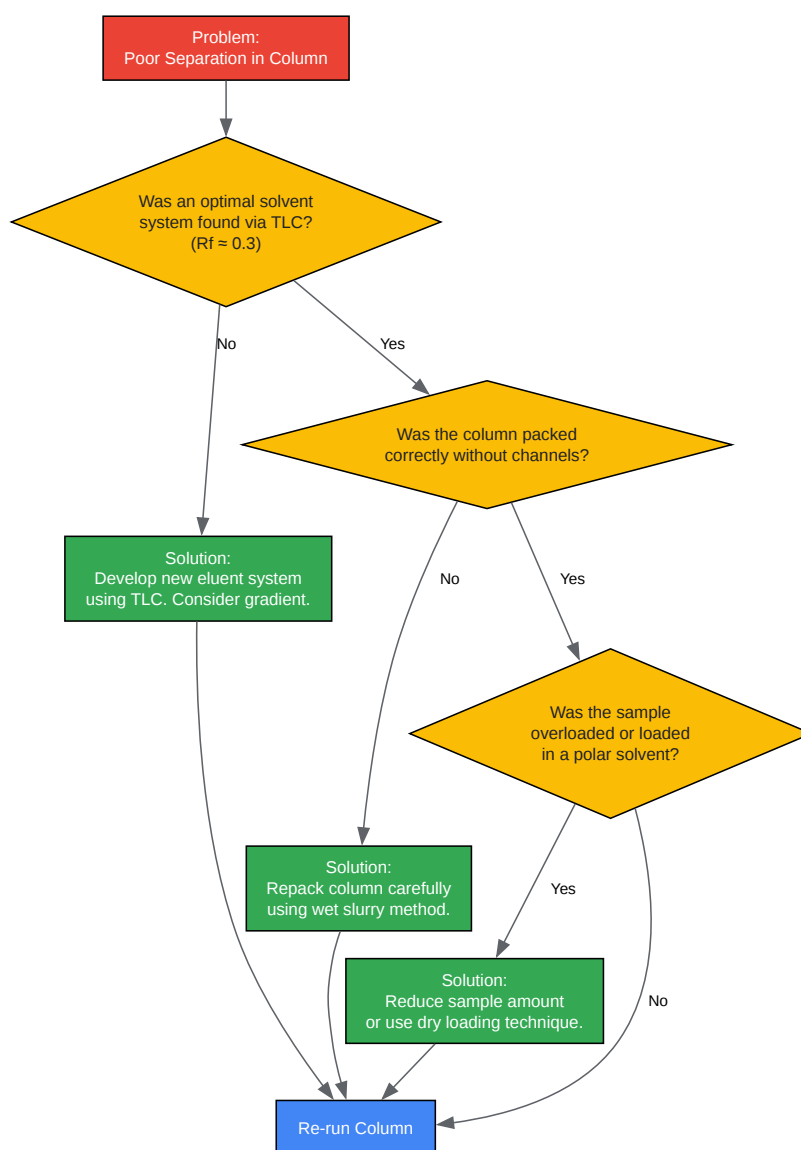 Problem:
Poor Separation in Column
Was an optimal solvent
system found via TLC?
(Rf ≈ 0.3)
No
Yes
Was the column packed
correctly without channels?
Solution:
Develop new eluent system
using TLC. Consider gradient.
No
Yes
Was the sample
overloaded or loaded
in a polar solvent?
Solution:
Repack column carefully
using wet slurry method.
Yes
Solution:
Reduce sample amount
or use dry loading technique.
No
Re-run Column